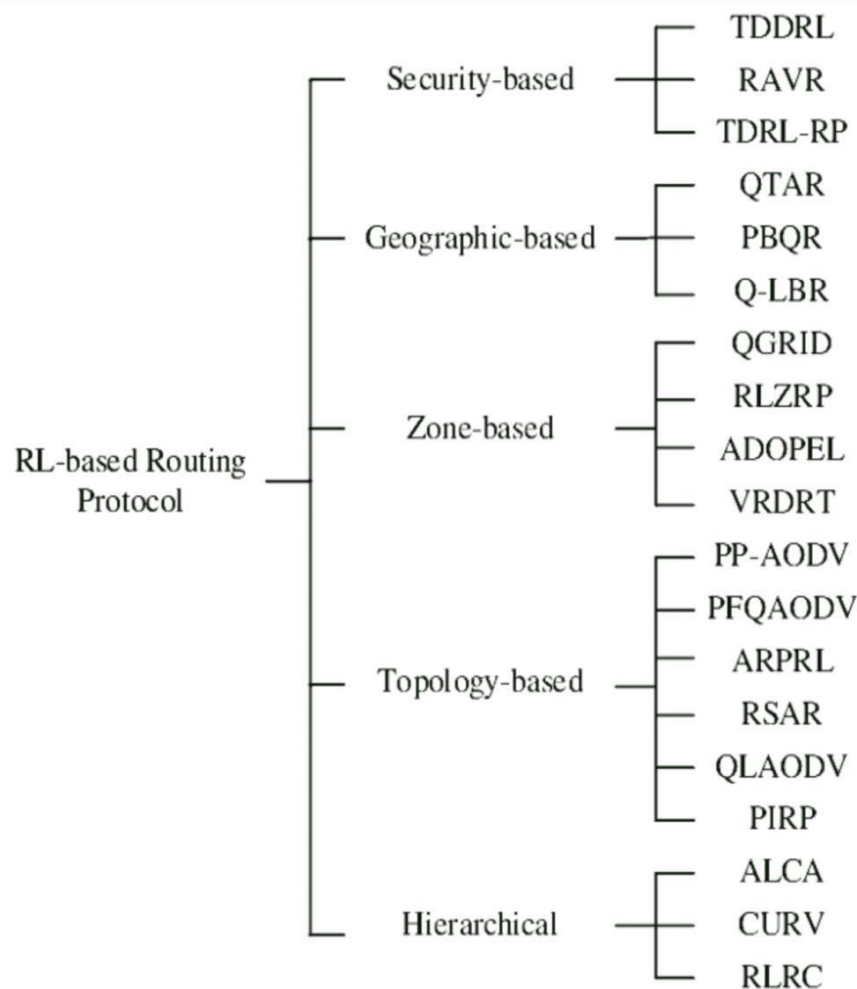 TDDRL
Security-based
RAVR
TDRL-RP
QTAR
Geographic-based
PBQR
Q-LBR
QGRID
RLZRP
Zone-based
ADOPEL
VRDRT
RL-based Routing
Protocol
PP-AODV
PFQAODV
ARPRL
Topology-based
RSAR
QLAODV
PIRP
ALCA
Hierarchical
CURV
RLRC